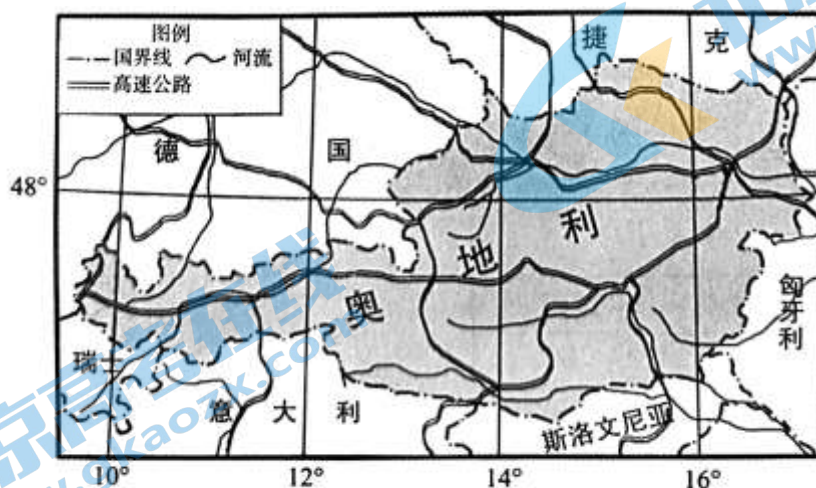 图例
国界线 河流
高速公路
捷 克
德 国
48°
奥 地 利
匈牙利
瑞士
意 大 利
斯洛文尼亚
10° 12° 14° 16°